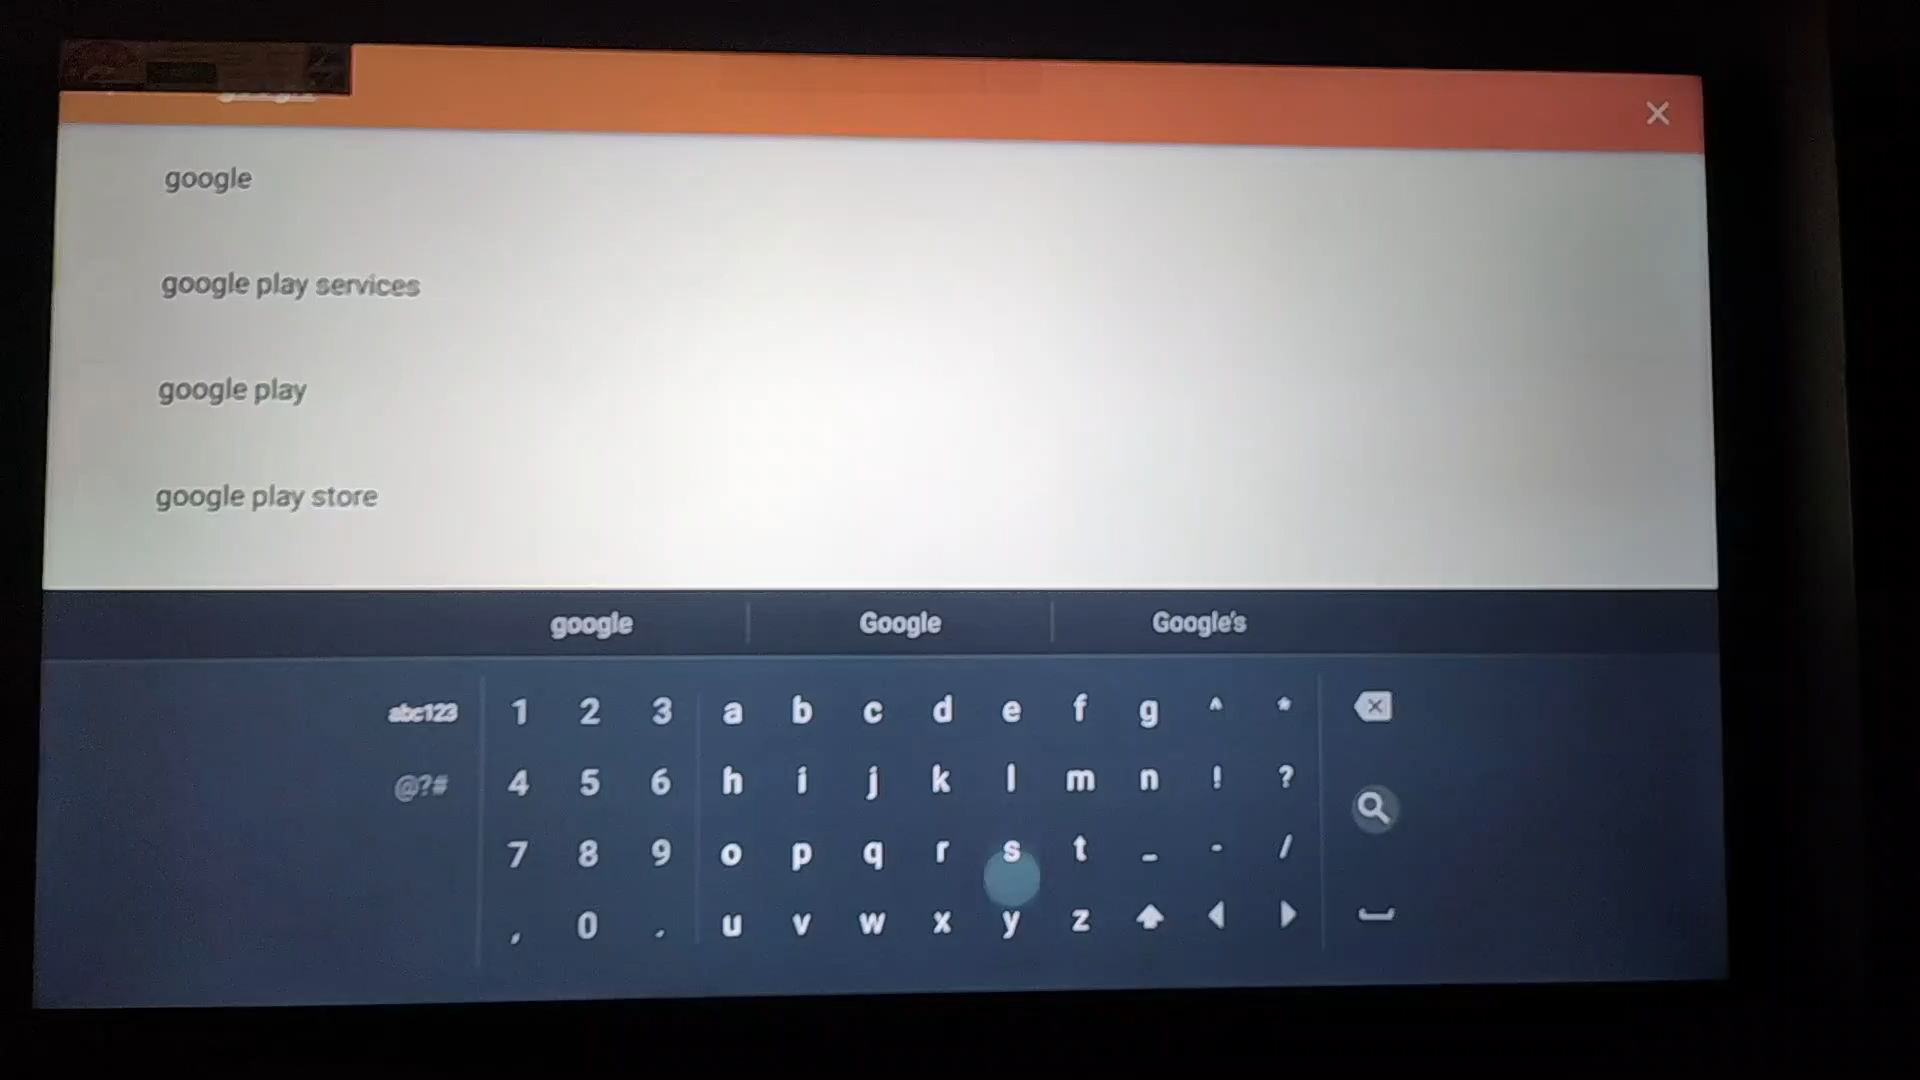 google
google play services
google play
google play store
google Google Google's
abc123 1 2 3 a b c d e f g ^ *
@?# 4 5 6 h i j k l m n ! ?
7 8 9 o p q r s t _ - /
, 0 . u v w x y z